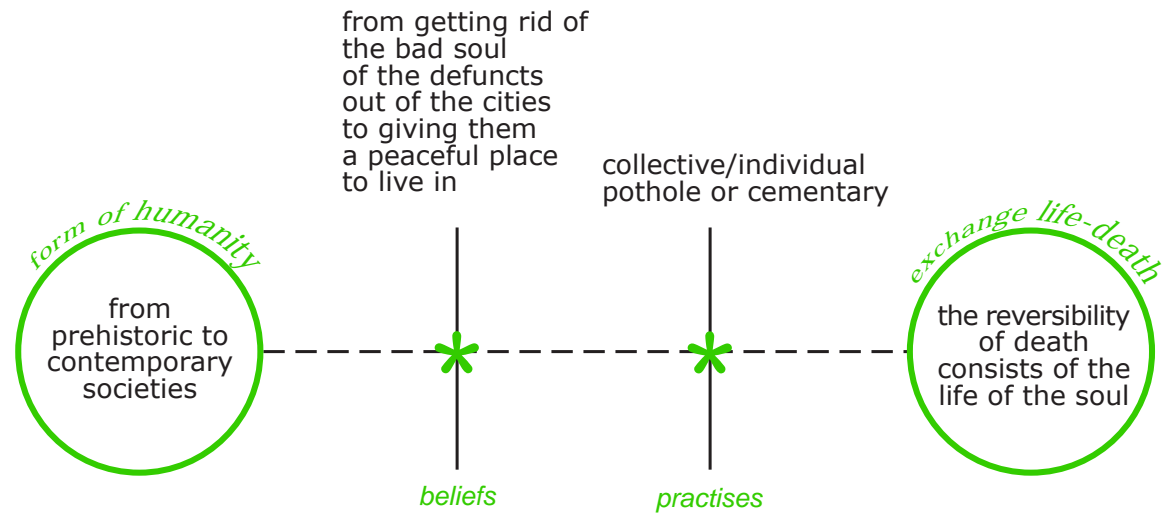 from getting rid of
the bad soul
of the defuncts
out of the cities
to giving them
a peaceful place
to live in
collective/individual
pothole or cementary
form of humanity
from
prehistoric to
contemporary
societies
exchange life-death
the reversibility
of death
consists of the
life of the soul
beliefs
practises